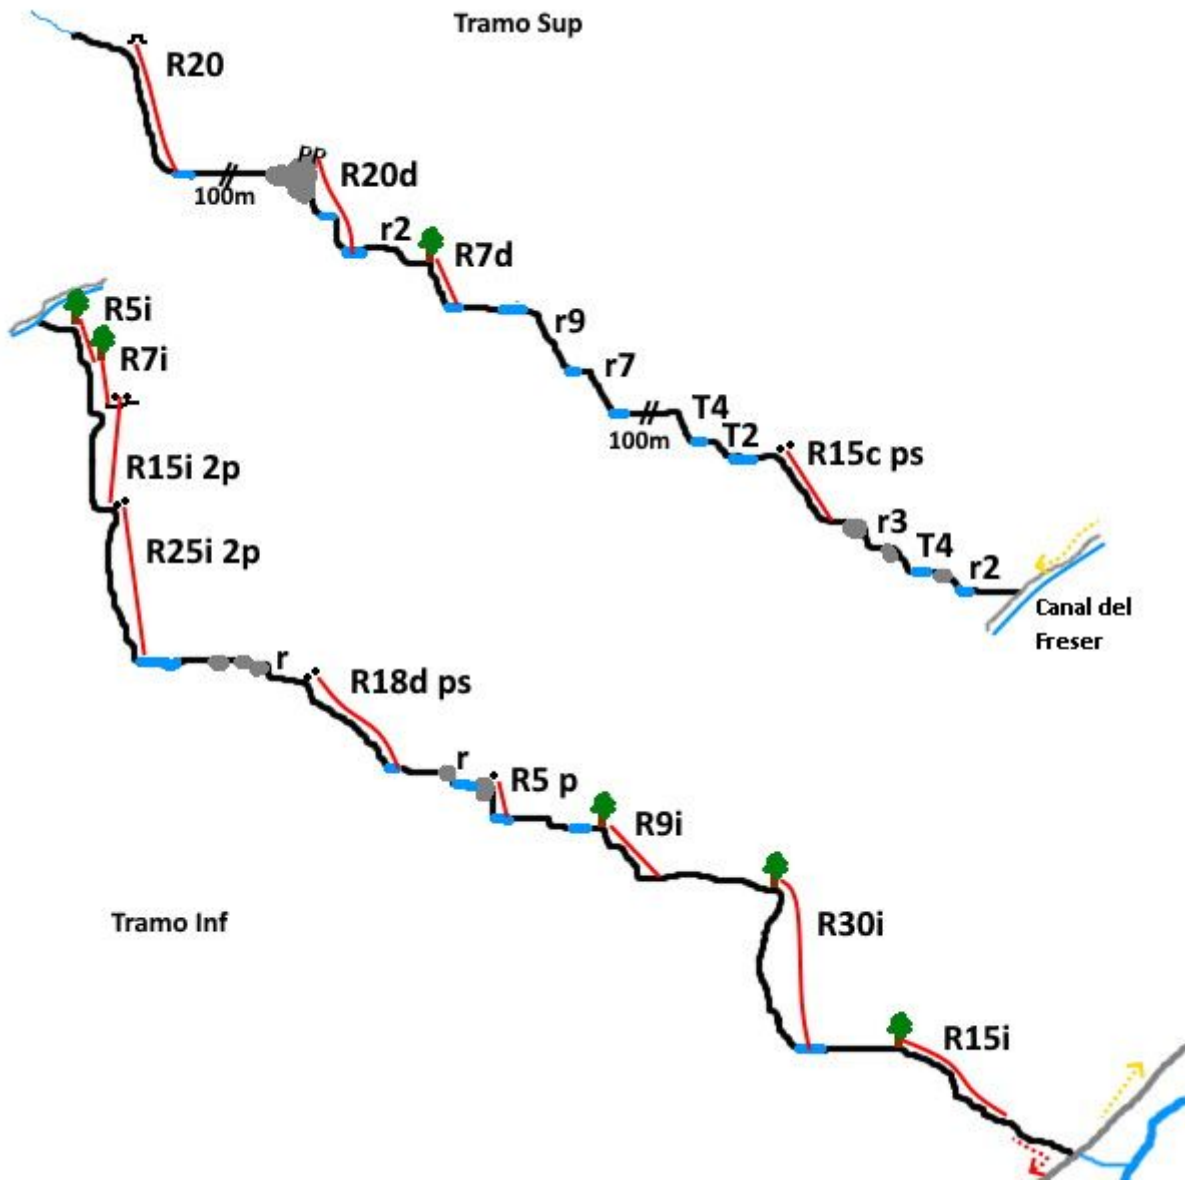 Tramo Sup
R20
100m
PP
R20d
r2
R7d
r9
r7
100m
T4
T2
R15c ps
r3
T4
r2
Canal del
Freser
R5i
R7i
R15i 2p
R25i 2p
r
R18d ps
r
R5 p
R9i
R30i
R15i
Tramo Inf